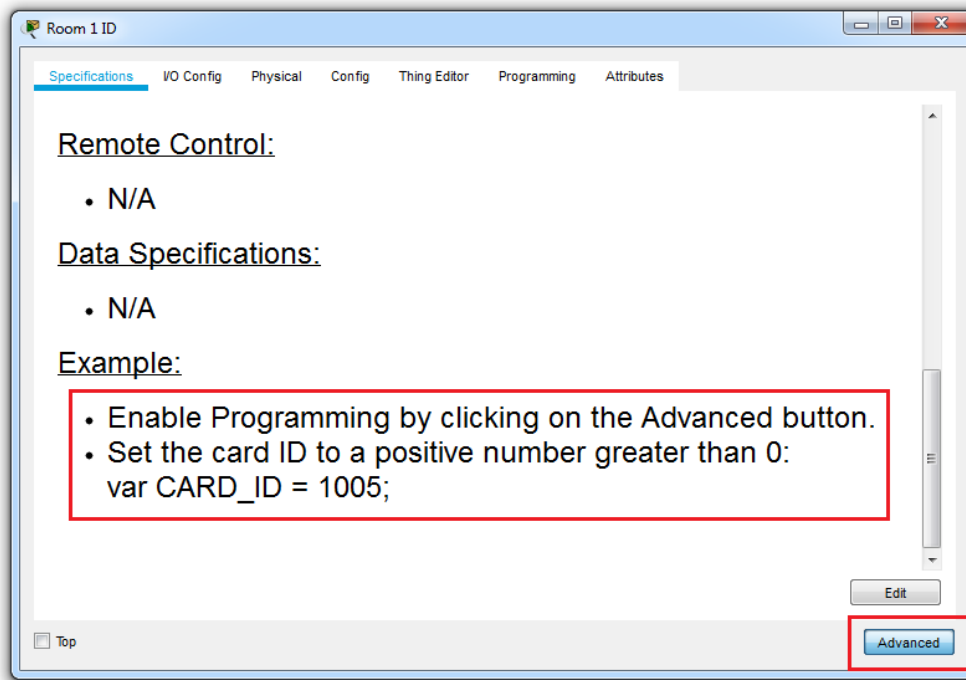 Room 1 ID
Specifications I/O Config Physical Config Thing Editor Programming Attributes
Remote Control:
• N/A
Data Specifications:
• N/A
Example:
• Enable Programming by clicking on the Advanced button.
• Set the card ID to a positive number greater than 0:
var CARD_ID = 1005;
Edit
Top
Advanced